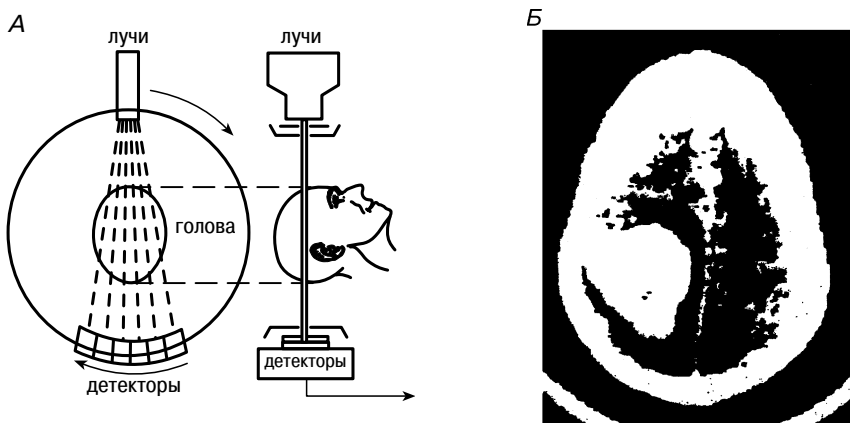 А
лучи
лучи
голова
детекторы
детекторы
Б